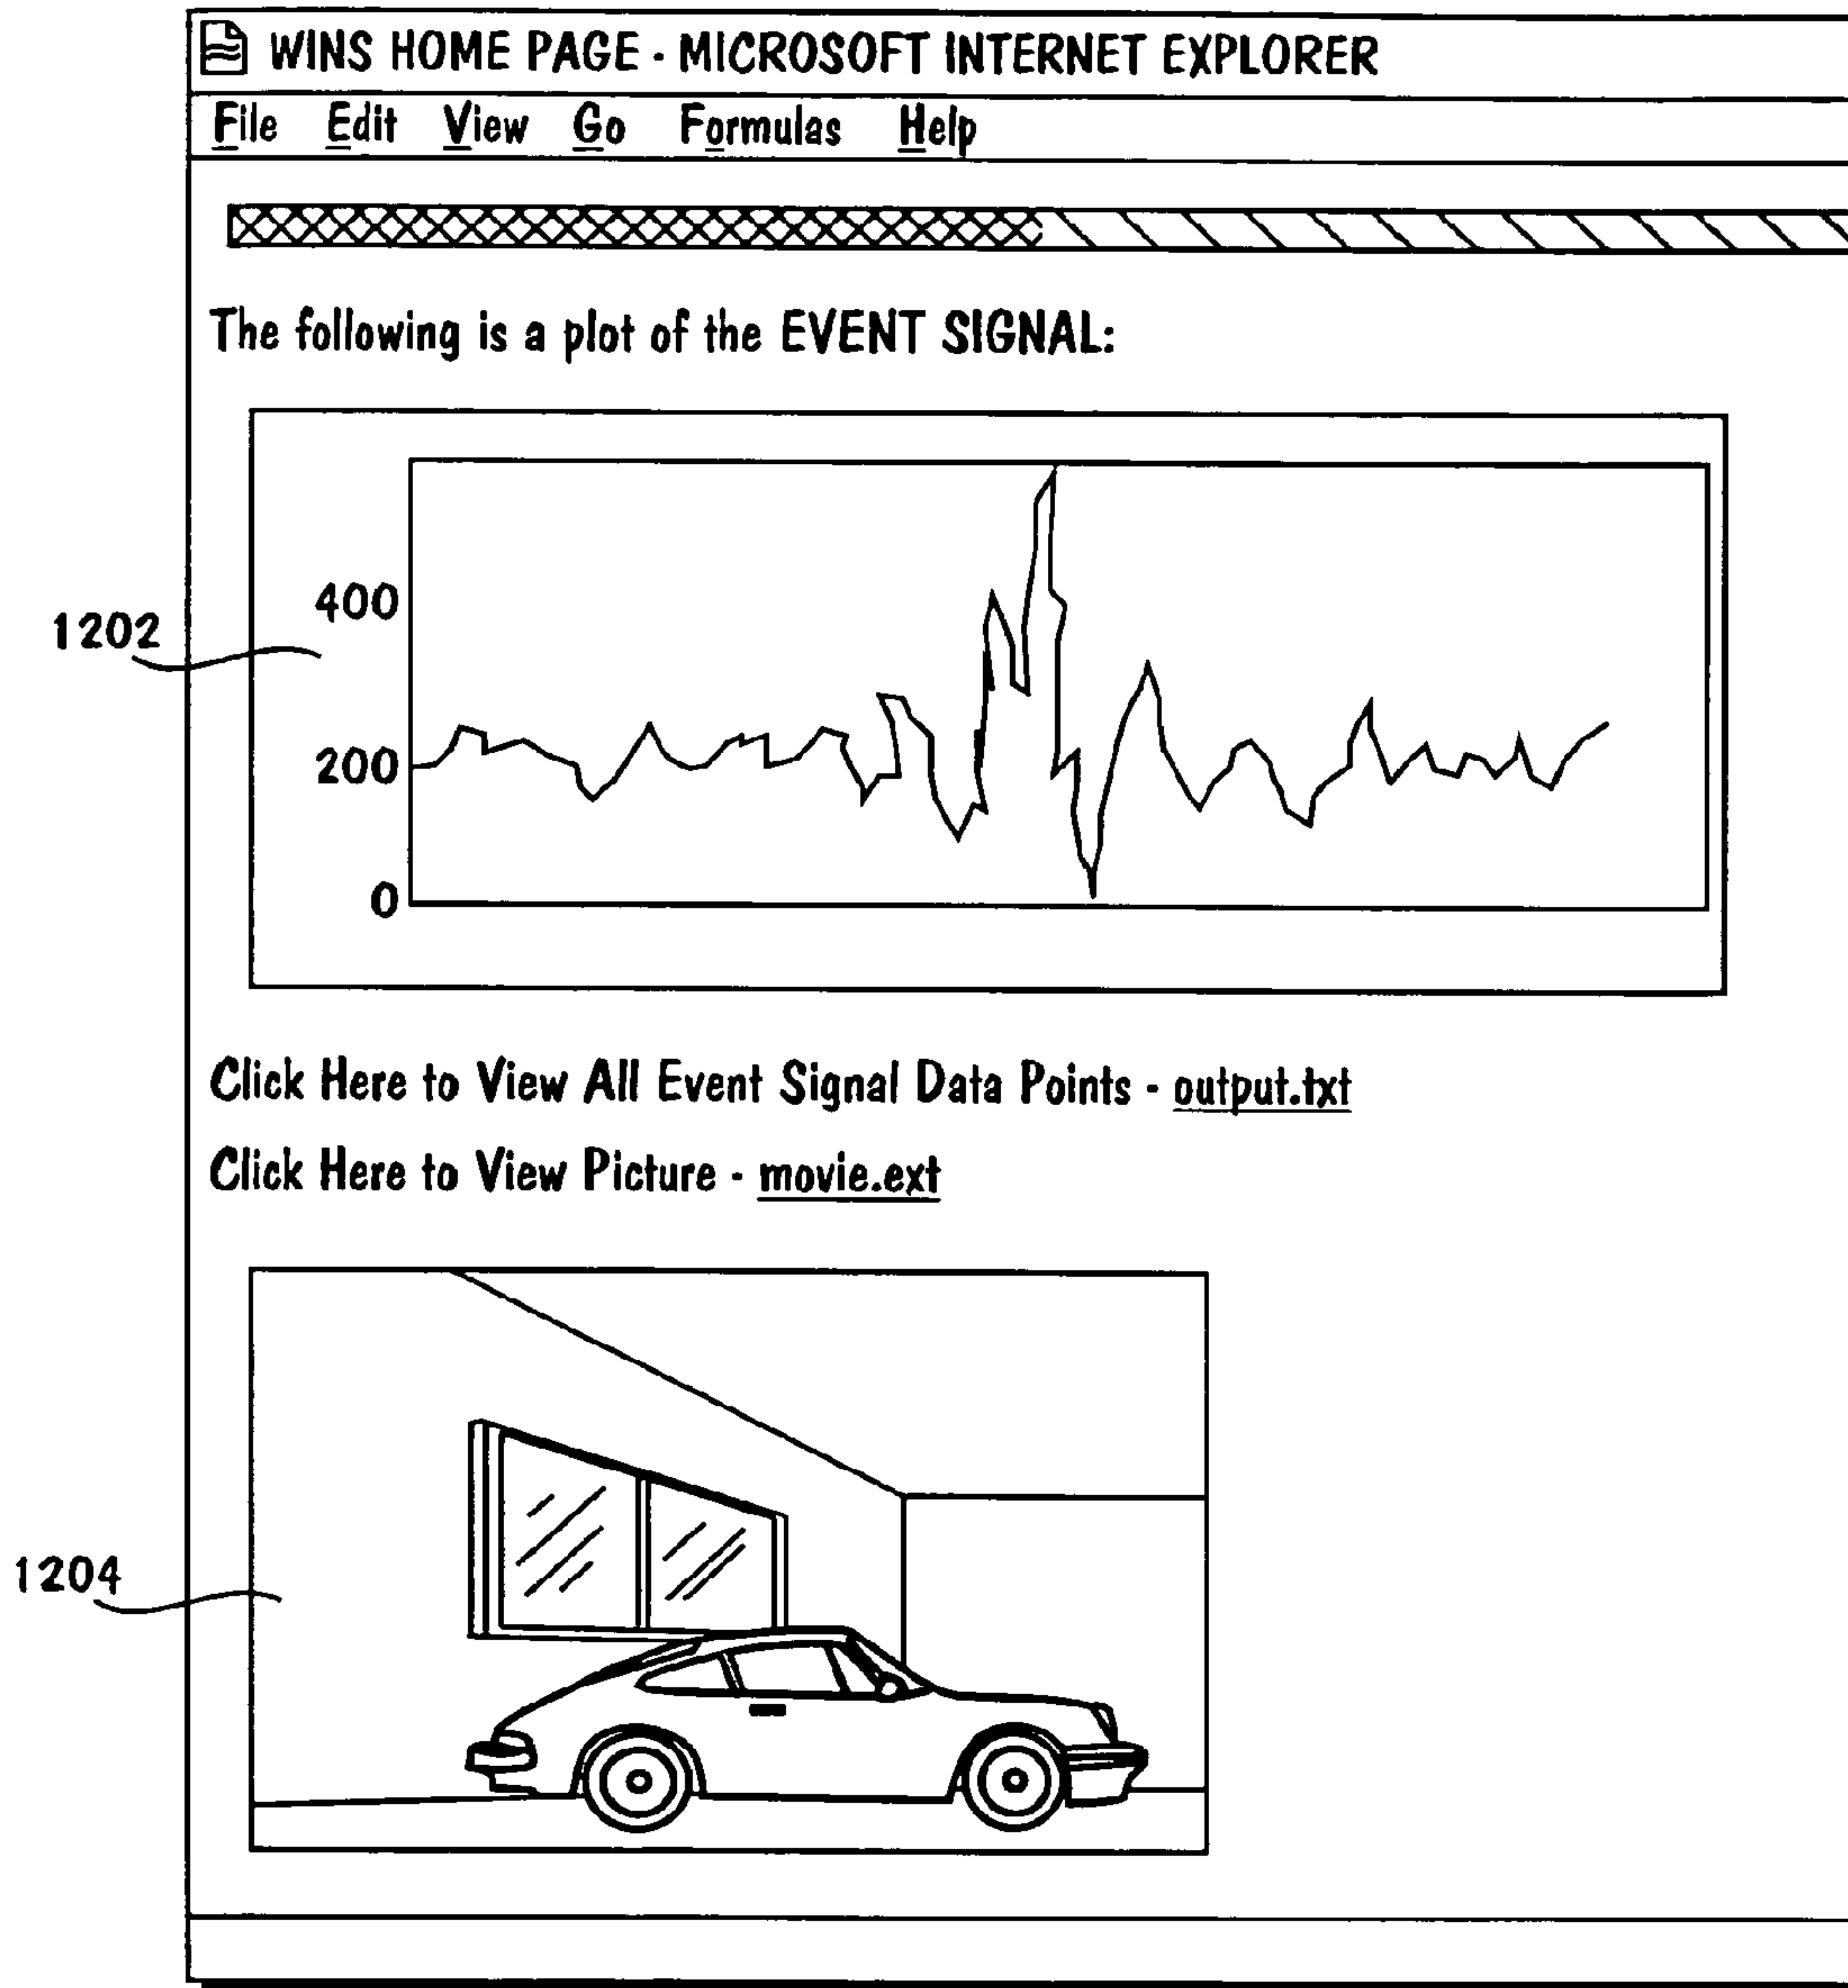 WINS HOME PAGE - MICROSOFT INTERNET EXPLORER
File Edit View Go Formulas Help
The following is a plot of the EVENT SIGNAL:
400
1202
200
0
Click Here to View All Event Signal Data Points - output.txt
Click Here to View Picture - movie.ext
1204